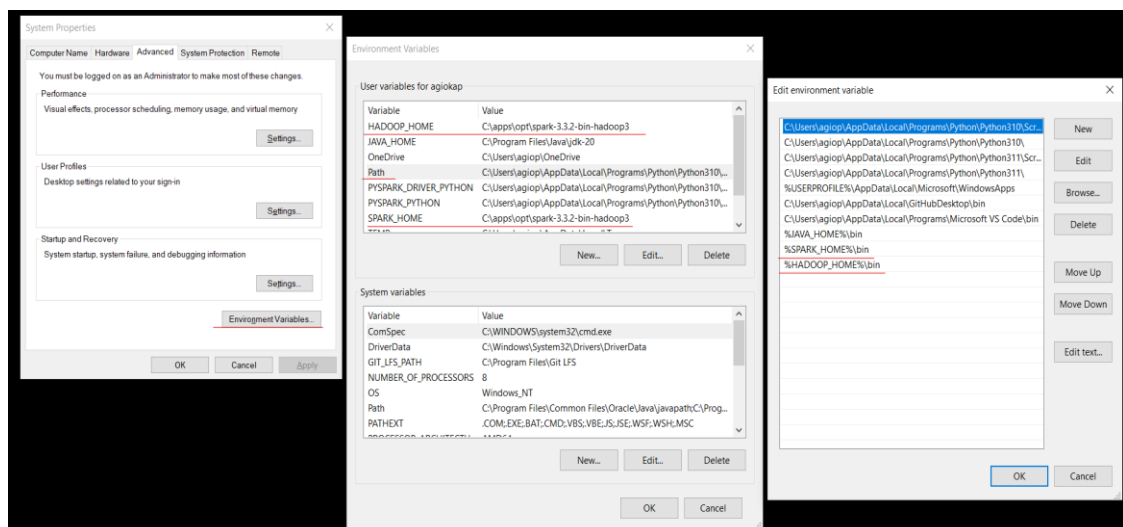 System Properties
Computer Name Hardware Advanced System Protection Remote
You must be logged on as an Administrator to make most of these changes.
Performance
Visual effects, processor scheduling, memory usage, and virtual memory
Settings...
User Profiles
Desktop settings related to your sign-in
Settings...
Startup and Recovery
System startup, system failure, and debugging information
Settings...
Environment Variables...
OK Cancel Apply
Environment Variables
User variables for agiokap
Variable Value
HADOOP_HOME C:\apps\opt\spark-3.3.2-bin-hadoop3
JAVA_HOME C:\Program Files\Java\jdk-20
OneDrive C:\Users\agiop\OneDrive
Path C:\Users\agiop\AppData\Local\Programs\Python\Python310\...
PYSPARK_DRIVER_PYTHON C:\Users\agiop\AppData\Local\Programs\Python\Python310\...
PYSPARK_PYTHON C:\Users\agiop\AppData\Local\Programs\Python\Python310\...
SPARK_HOME C:\apps\opt\spark-3.3.2-bin-hadoop3
New... Edit... Delete
System variables
Variable Value
ComSpec C:\WINDOWS\system32\cmd.exe
DriverData C:\Windows\System32\Drivers\DriverData
GIT_LFS_PATH C:\Program Files\Git LFS
NUMBER_OF_PROCESSORS 8
OS Windows_NT
Path C:\Program Files\Common Files\Oracle\Java\javapath;C:\Prog...
PATHEXT .COM;.EXE;.BAT;.CMD;.VBS;.VBE;.JS;.JSE;.WSF;.WSH;.MSC
New... Edit... Delete
OK Cancel
Edit environment variable
C:\Users\agiop\AppData\Local\Programs\Python\Python310\Scr...
C:\Users\agiop\AppData\Local\Programs\Python\Python310\
C:\Users\agiop\AppData\Local\Programs\Python\Python311\Scr...
C:\Users\agiop\AppData\Local\Programs\Python\Python311\
%USERPROFILE%\AppData\Local\Microsoft\WindowsApps
C:\Users\agiop\AppData\Local\GitHubDesktop\bin
C:\Users\agiop\AppData\Local\Programs\Microsoft VS Code\bin
%JAVA_HOME%\bin
%SPARK_HOME%\bin
%HADOOP_HOME%\bin
New
Edit
Browse...
Delete
Move Up
Move Down
Edit text...
OK Cancel